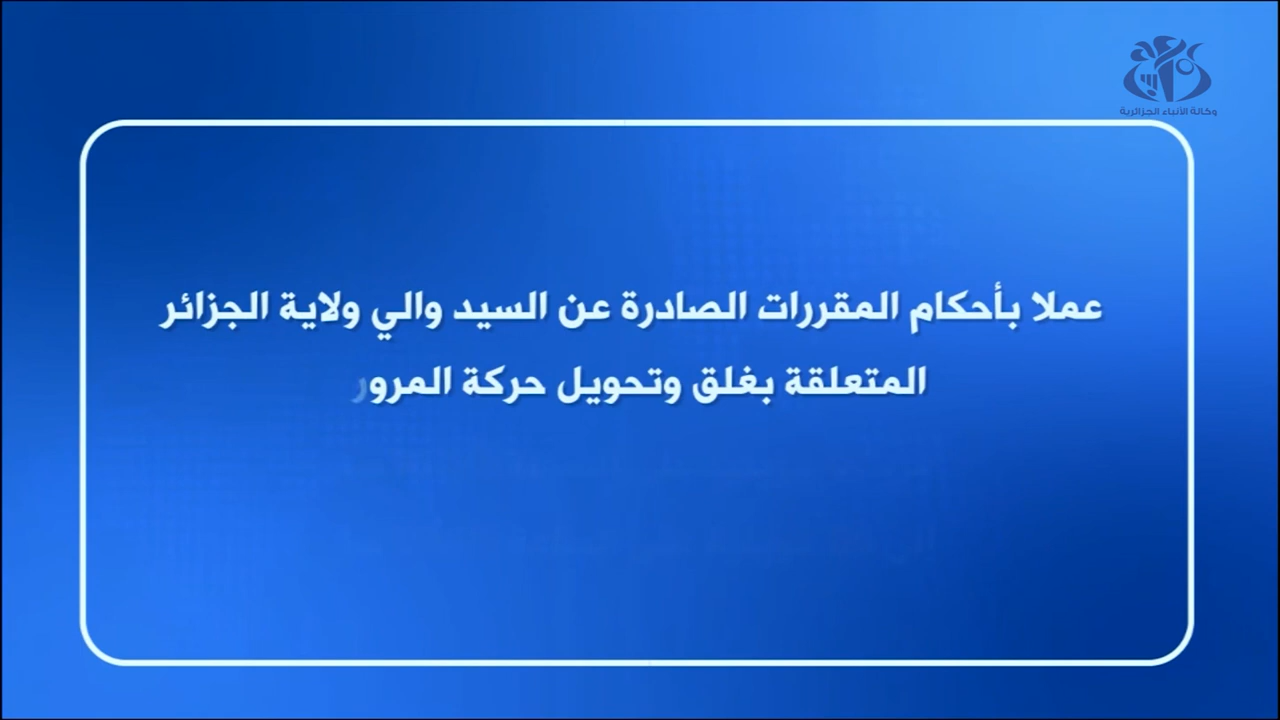 وكالة الأنباء الجزائرية
عملا بأحكام المقررات الصادرة عن السيد والي ولاية الجزائر
المتعلقة بغلق وتحويل حركة المرور